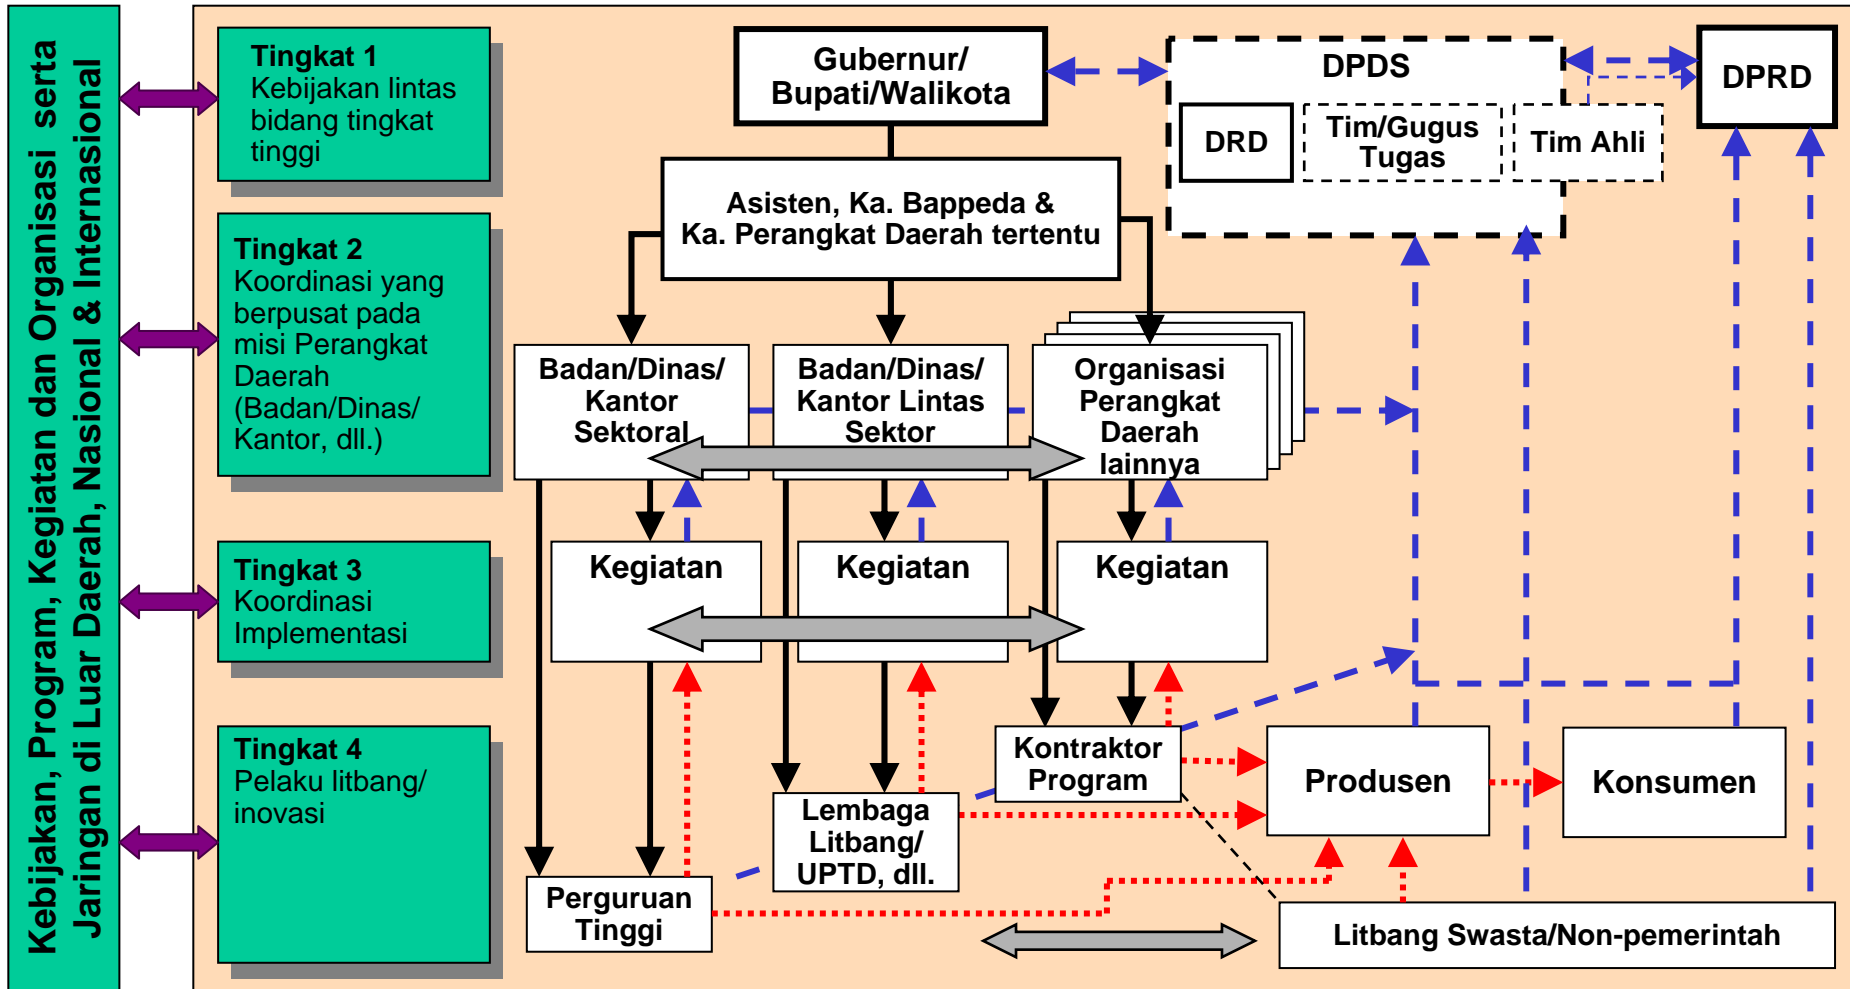 Kebijakan, Program, Kegiatan dan Organisasi serta
Jaringan di Luar Daerah, Nasional & Internasional
Tingkat 1
Kebijakan lintas
bidang tingkat
tinggi
Tingkat 2
Koordinasi yang
berpusat pada
misi Perangkat
Daerah
(Badan/Dinas/
Kantor, dll.)
Tingkat 3
Koordinasi
Implementasi
Tingkat 4
Pelaku litbang/
inovasi
Gubernur/
Bupati/Walikota
DPDS
DRD
Tim/Gugus
Tugas
Tim Ahli
DPRD
Asisten, Ka. Bappeda &
Ka. Perangkat Daerah tertentu
Badan/Dinas/
Kantor
Sektoral
Badan/Dinas/
Kantor Lintas
Sektor
Organisasi
Perangkat
Daerah
lainnya
Kegiatan
Kegiatan
Kegiatan
Kontraktor
Program
Produsen
Konsumen
Lembaga
Litbang/
UPTD, dll.
Perguruan
Tinggi
Litbang Swasta/Non-pemerintah